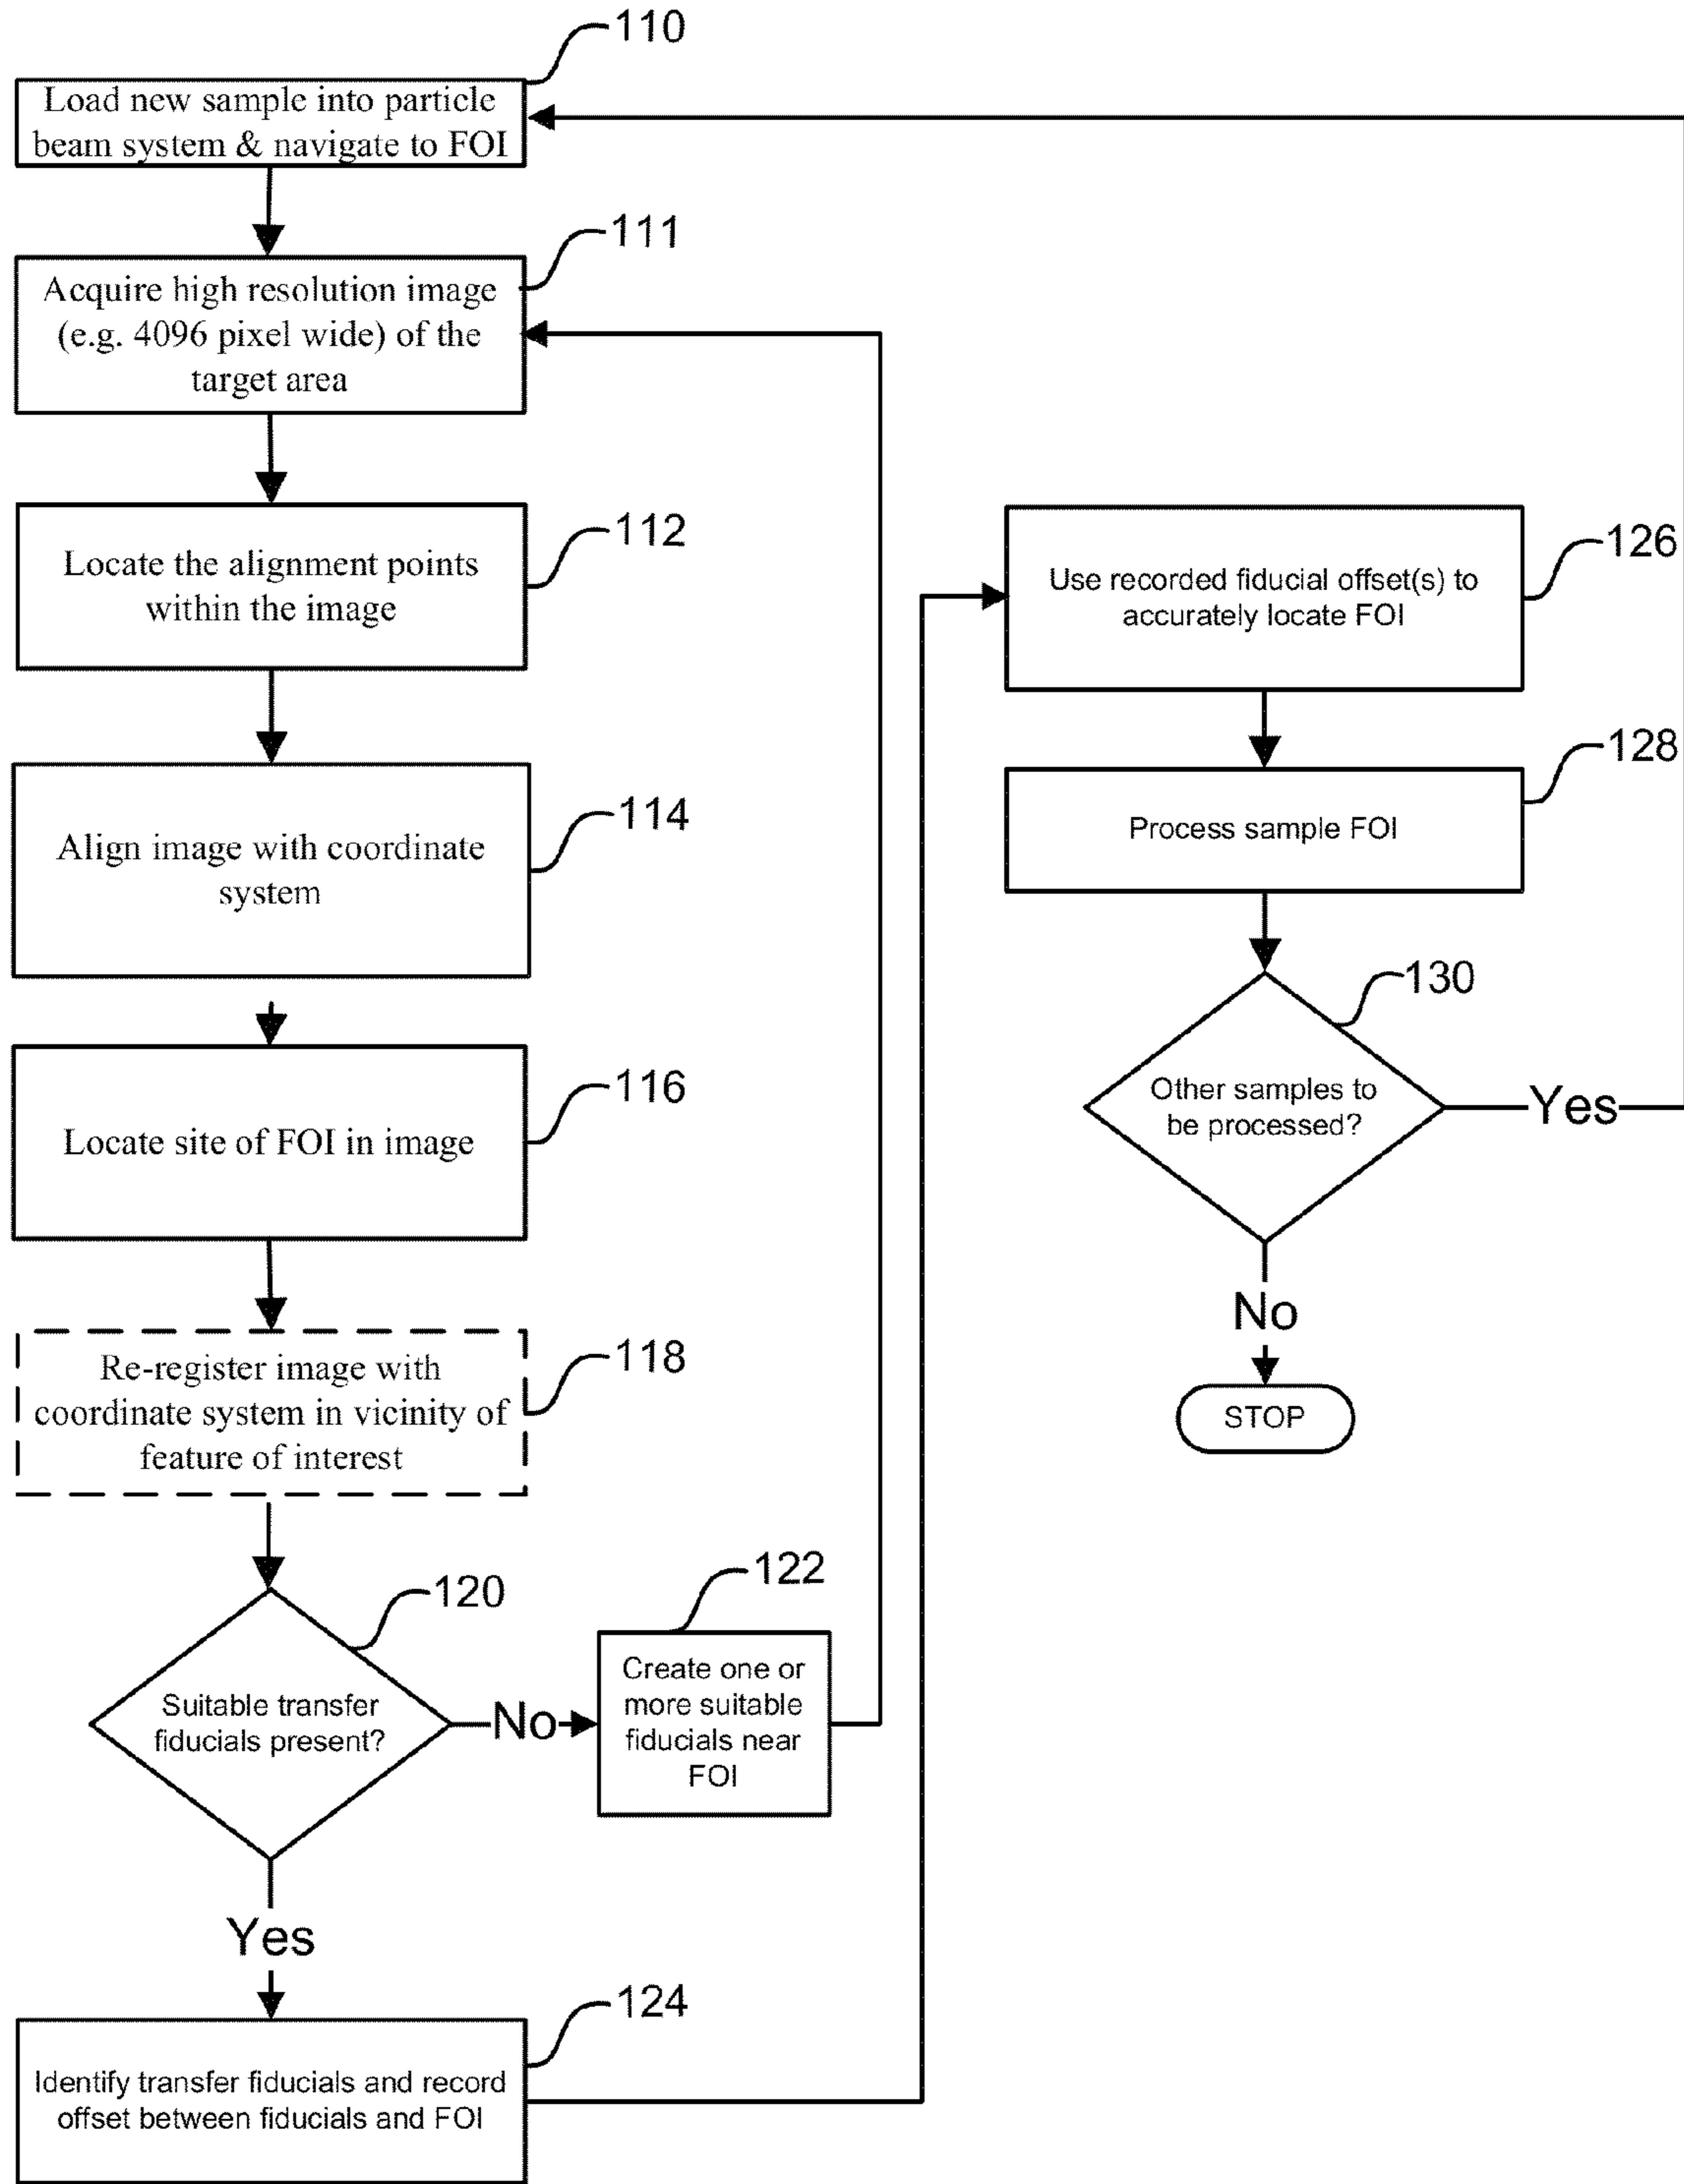 110
Load new sample into particle
beam system & navigate to FOI
111
Acquire high resolution image
(e.g. 4096 pixel wide) of the
target area
112
Locate the alignment points
within the image
114
Align image with coordinate
system
116
Locate site of FOI in image
118
Re-register image with
coordinate system in vicinity of
feature of interest
120
Suitable transfer
fiducials present?
No
122
Create one or
more suitable
fiducials near
FOI
Yes
124
Identify transfer fiducials and record
offset between fiducials and FOI
126
Use recorded fiducial offset(s) to
accurately locate FOI
128
Process sample FOI
130
Other samples to
be processed?
Yes
No
STOP